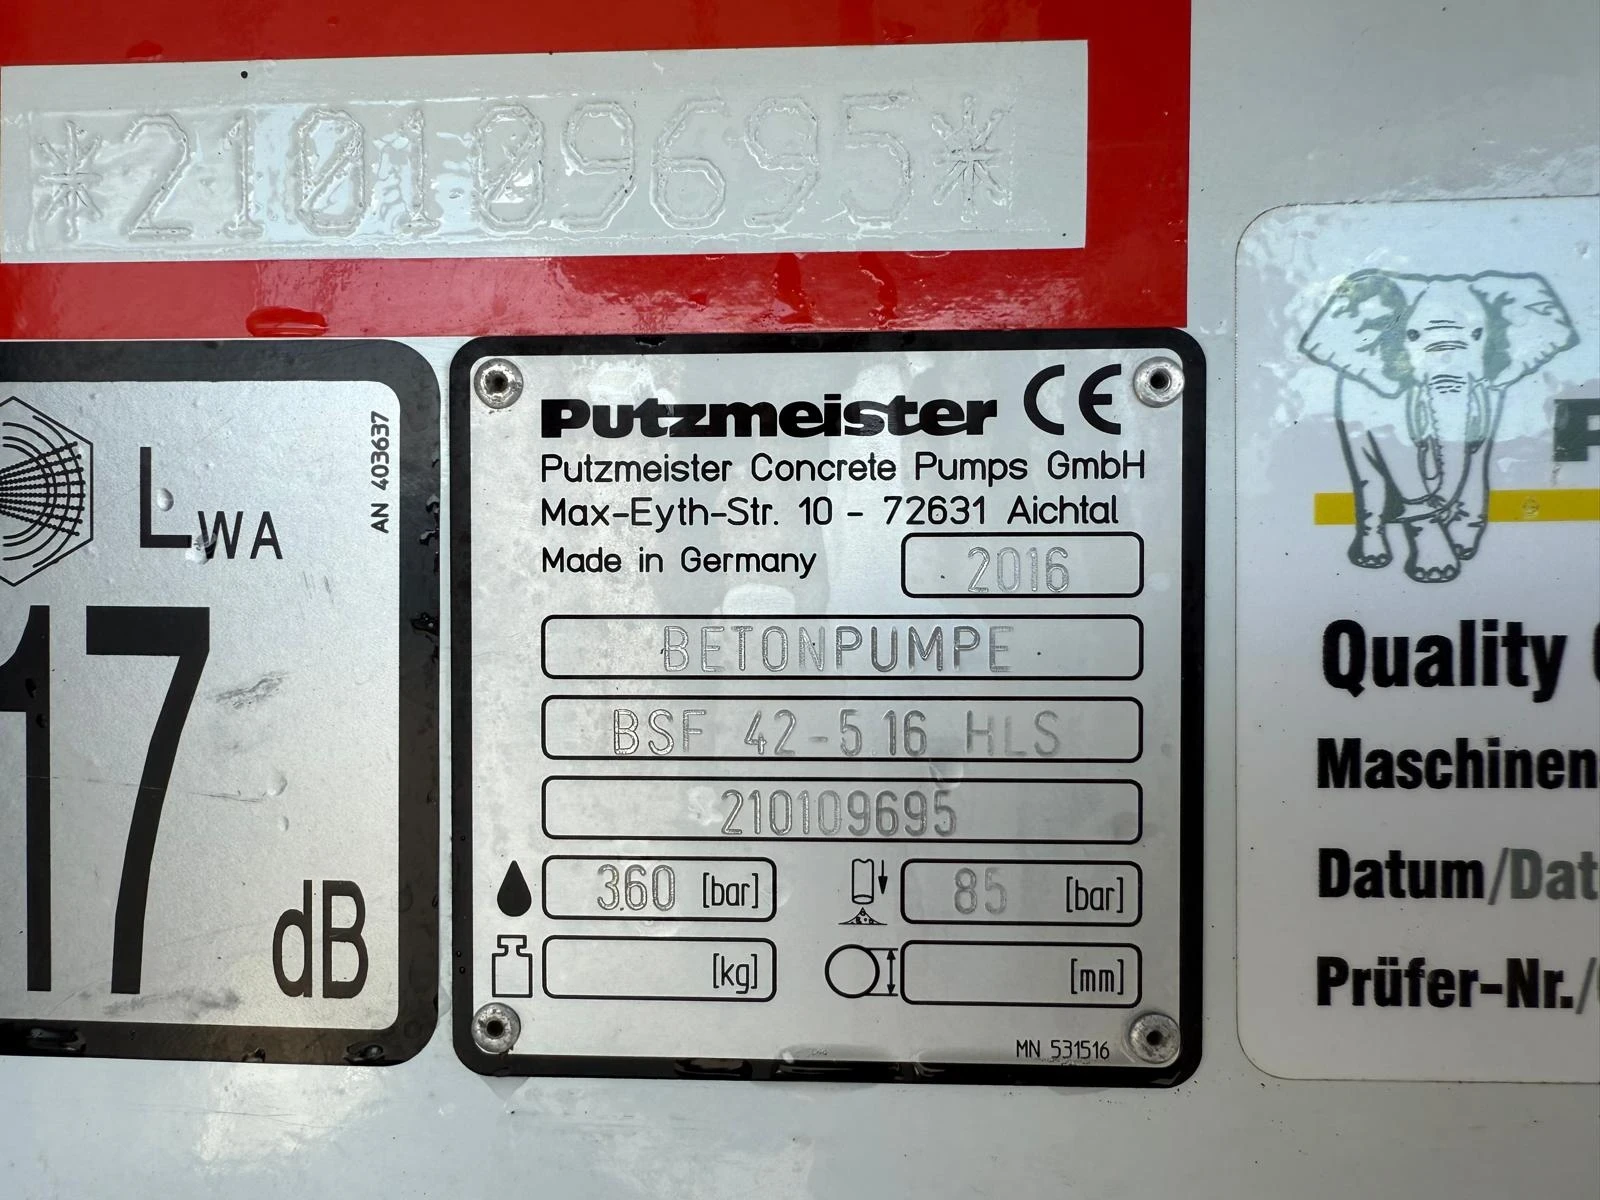 *210109695*
LWA
AN 403637
17
dB
Putzmeister CE
Putzmeister Concrete Pumps GmbH
Max-Eyth-Str. 10 - 72631 Aichtal
Made in Germany
2016
BETONPUMPE
BSF 42-5.16 HLS
210109695
360 [bar]
85 [bar]
[kg]
[mm]
MN 531516
Quality
Maschinen
Datum/Dat
Prüfer-Nr./